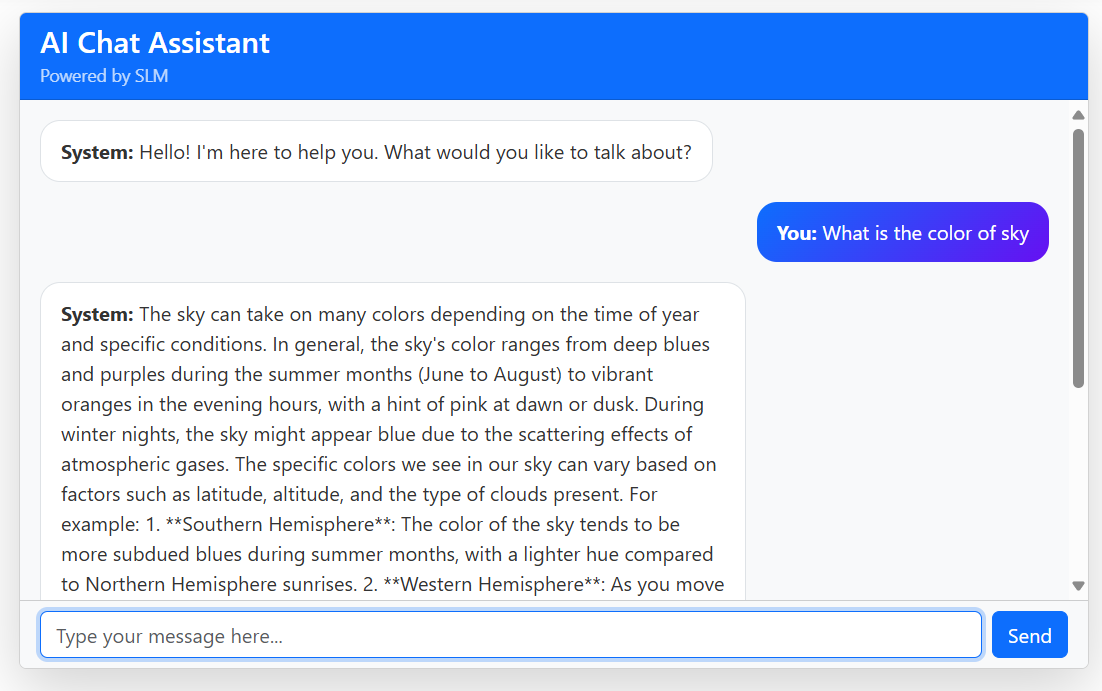 AI Chat Assistant
Powered by SLM
System: Hello! I'm here to help you. What would you like to talk about?
You: What is the color of sky
System: The sky can take on many colors depending on the time of year
and specific conditions. In general, the sky's color ranges from deep blues
and purples during the summer months (June to August) to vibrant
oranges in the evening hours, with a hint of pink at dawn or dusk. During
winter nights, the sky might appear blue due to the scattering effects of
atmospheric gases. The specific colors we see in our sky can vary based on
factors such as latitude, altitude, and the type of clouds present. For
example: 1. **Southern Hemisphere**: The color of the sky tends to be
more subdued blues during summer months, with a lighter hue compared
to Northern Hemisphere sunrises. 2. **Western Hemisphere**: As you move
Type your message here...
Send